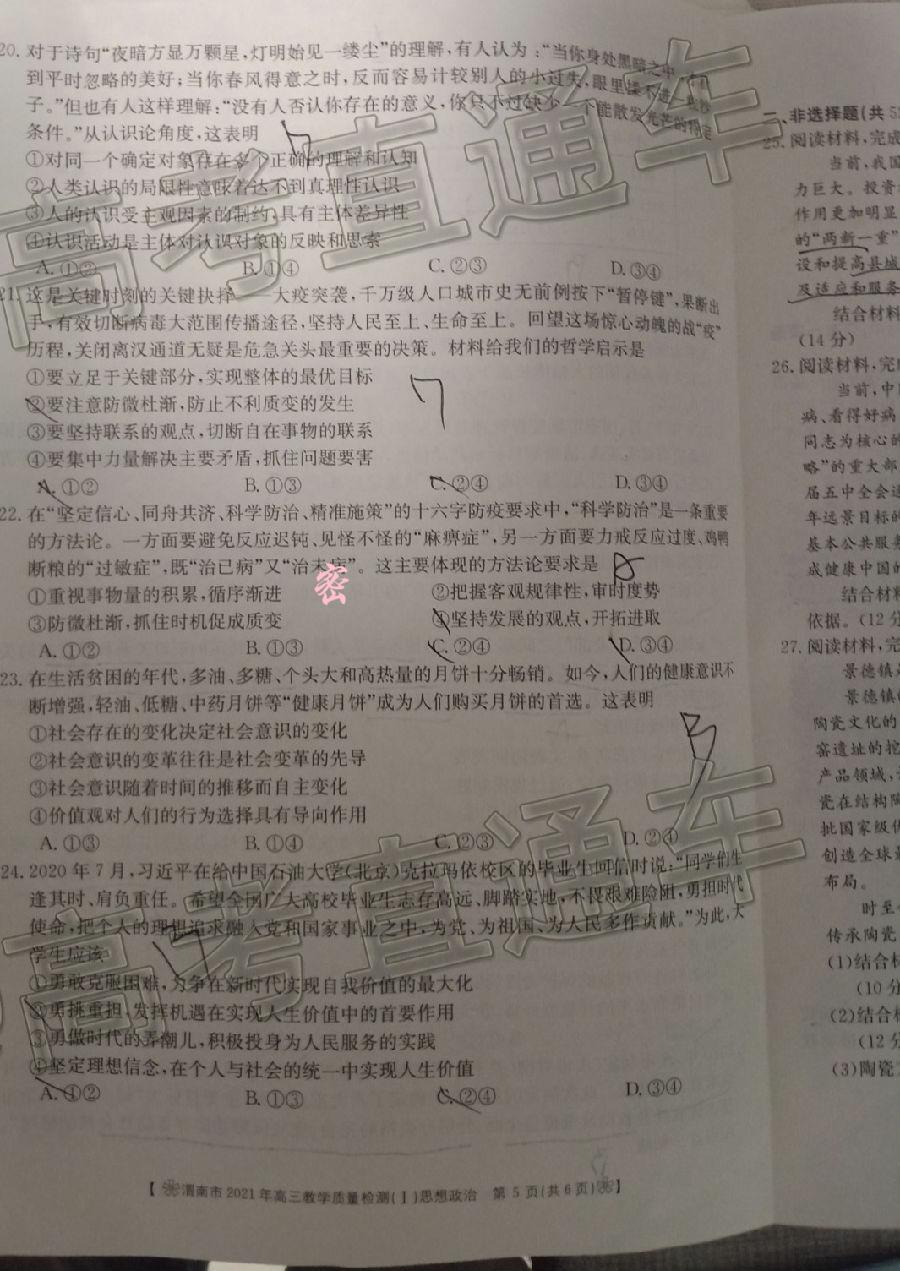 20. 对于诗句“夜暗方显万颗星,灯明始见一缕尘”的理解,有人认为:“当你身处黑暗之中
到平时忽略的美好;当你春风得意之时,反而容易计较别人的小过失,眼里揉不进一粒沙
子。”但也有人这样理解:“没有人否认你存在的意义,你只不过缺少一个能散发光芒的特定
条件。”从认识论角度,这表明
①对同一个确定对象存在多个正确的理解和认知
②人类认识的局限性意味着达不到真理性认识
③人的认识受主观因素的制约,具有主体差异性
④认识活动是主体对认识对象的反映和思索
A.①② B.①④ C.②③ D.③④
21. 这是关键时刻的关键抉择——大疫突袭,千万级人口城市史无前例按下“暂停键”,果断出
手,有效切断病毒大范围传播途径,坚持人民至上、生命至上。回望这场惊心动魄的战“疫”
历程,关闭离汉通道无疑是危急关头最重要的决策。材料给我们的哲学启示是
①要立足于关键部分,实现整体的最优目标
②要注意防微杜渐,防止不利质变的发生
③要坚持联系的观点,切断自在事物的联系
④要集中力量解决主要矛盾,抓住问题要害
A.①② B.①③ C.②④ D.③④
22. 在“坚定信心、同舟共济、科学防治、精准施策”的十六字防疫要求中,“科学防治”是一条重要
的方法论。一方面要避免反应迟钝、见怪不怪的“麻痹症”,另一方面要力戒反应过度、鸡鸭
断粮的“过敏症”,既“治已病”又“治未病”。这主要体现的方法论要求是 B
密
①重视事物量的积累,循序渐进 ②把握客观规律性,审时度势
③防微杜渐,抓住时机促成质变 ④坚持发展的观点,开拓进取
A.①② B.①③ C.②④ D.③④
23. 在生活贫困的年代,多油、多糖、个头大和高热量的月饼十分畅销。如今,人们的健康意识不
断增强,轻油、低糖、中药月饼等“健康月饼”成为人们购买月饼的首选。这表明
①社会存在的变化决定社会意识的变化
②社会意识的变革往往是社会变革的先导
③社会意识随着时间的推移而自主变化
④价值观对人们的行为选择具有导向作用
B
A.①③ B.①④ C.②③ D.②④
24. 2020年7月,习近平在给中国石油大学(北京)克拉玛依校区的毕业生回信时说:“同学们生
逢其时、肩负重任。希望全国广大高校毕业生志存高远、脚踏实地,不畏艰难险阻,勇担时代
使命,把个人的理想追求融入党和国家事业之中,为党、为祖国、为人民多作贡献。”为此,大
学生应该
①勇敢克服困难,力争在新时代实现自我价值的最大化
②勇挑重担,发挥机遇在实现人生价值中的首要作用
③勇做时代的弄潮儿,积极投身为人民服务的实践
④坚定理想信念,在个人与社会的统一中实现人生价值
A.①② B.①③ C.②④ D.③④
【渭南市2021年高三教学质量检测(Ⅰ)思想政治 第5页(共6页)】
二、非选择题(共5
25. 阅读材料,完成
当前,我国
力巨大。投资
作用更加明显
的“两新一重”
设和提高县城
及适应和服务
结合材料
(14分)
26. 阅读材料,完
当前,中
病、看得好病
同志为核心的
略”的重大部
届五中全会
年远景目标的
基本公共服务
成健康中国的
结合材
依据。(12分
27. 阅读材料,完
景德镇
景德镇
陶瓷文化的
窑遗址的挖
产品领域,
瓷在结构陶
批国家级
创造全球
布局。
时至
传承陶瓷
(1)结合
(10分
(2)结合
(12分
(3)陶瓷
高考直通车
高考直通车